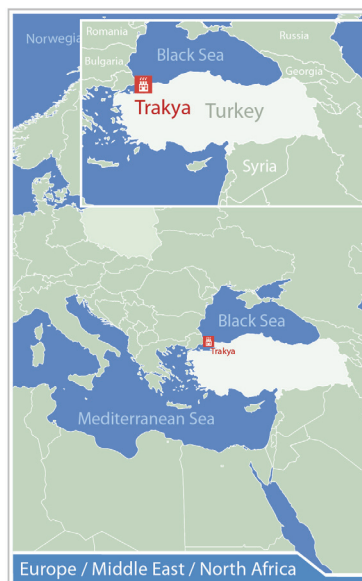 Norwegia
Romania
Russia
Black Sea
Bulgaria
Georgia
Trakya
Turkey
Syria
Black Sea
Trakya
Mediterranean Sea
Europe / Middle East / North Africa